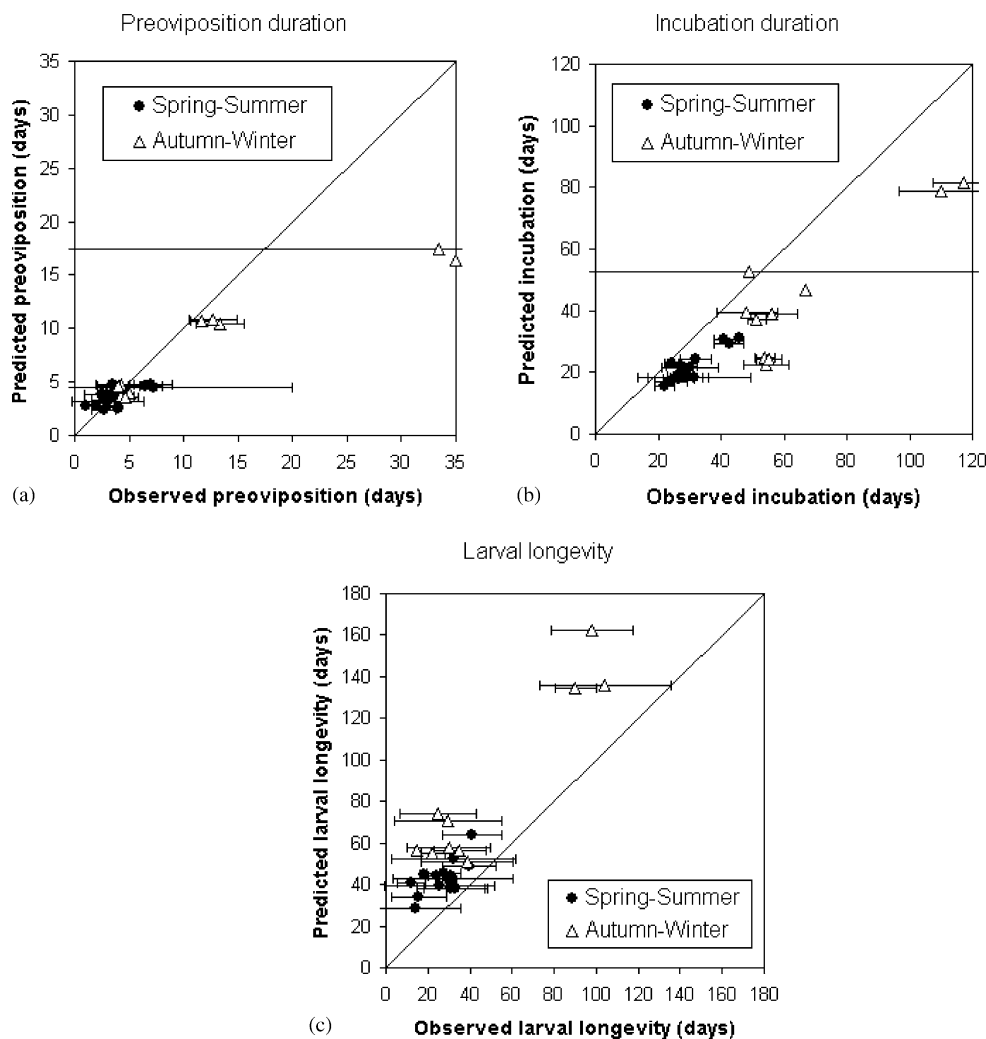 Preoviposition duration
35
30
25
20
15
10
5
0
Predicted preoviposition (days)
Spring-Summer
Autumn-Winter
0 5 10 15 20 25 30 35
(a) Observed preoviposition (days)
Incubation duration
120
100
80
60
40
20
0
Predicted incubation (days)
Spring-Summer
Autumn-Winter
0 20 40 60 80 100 120
(b) Observed incubation (days)
Larval longevity
180
160
140
120
100
80
60
40
20
0
Predicted larval longevity (days)
Spring-Summer
Autumn-Winter
0 20 40 60 80 100 120 140 160 180
(c) Observed larval longevity (days)